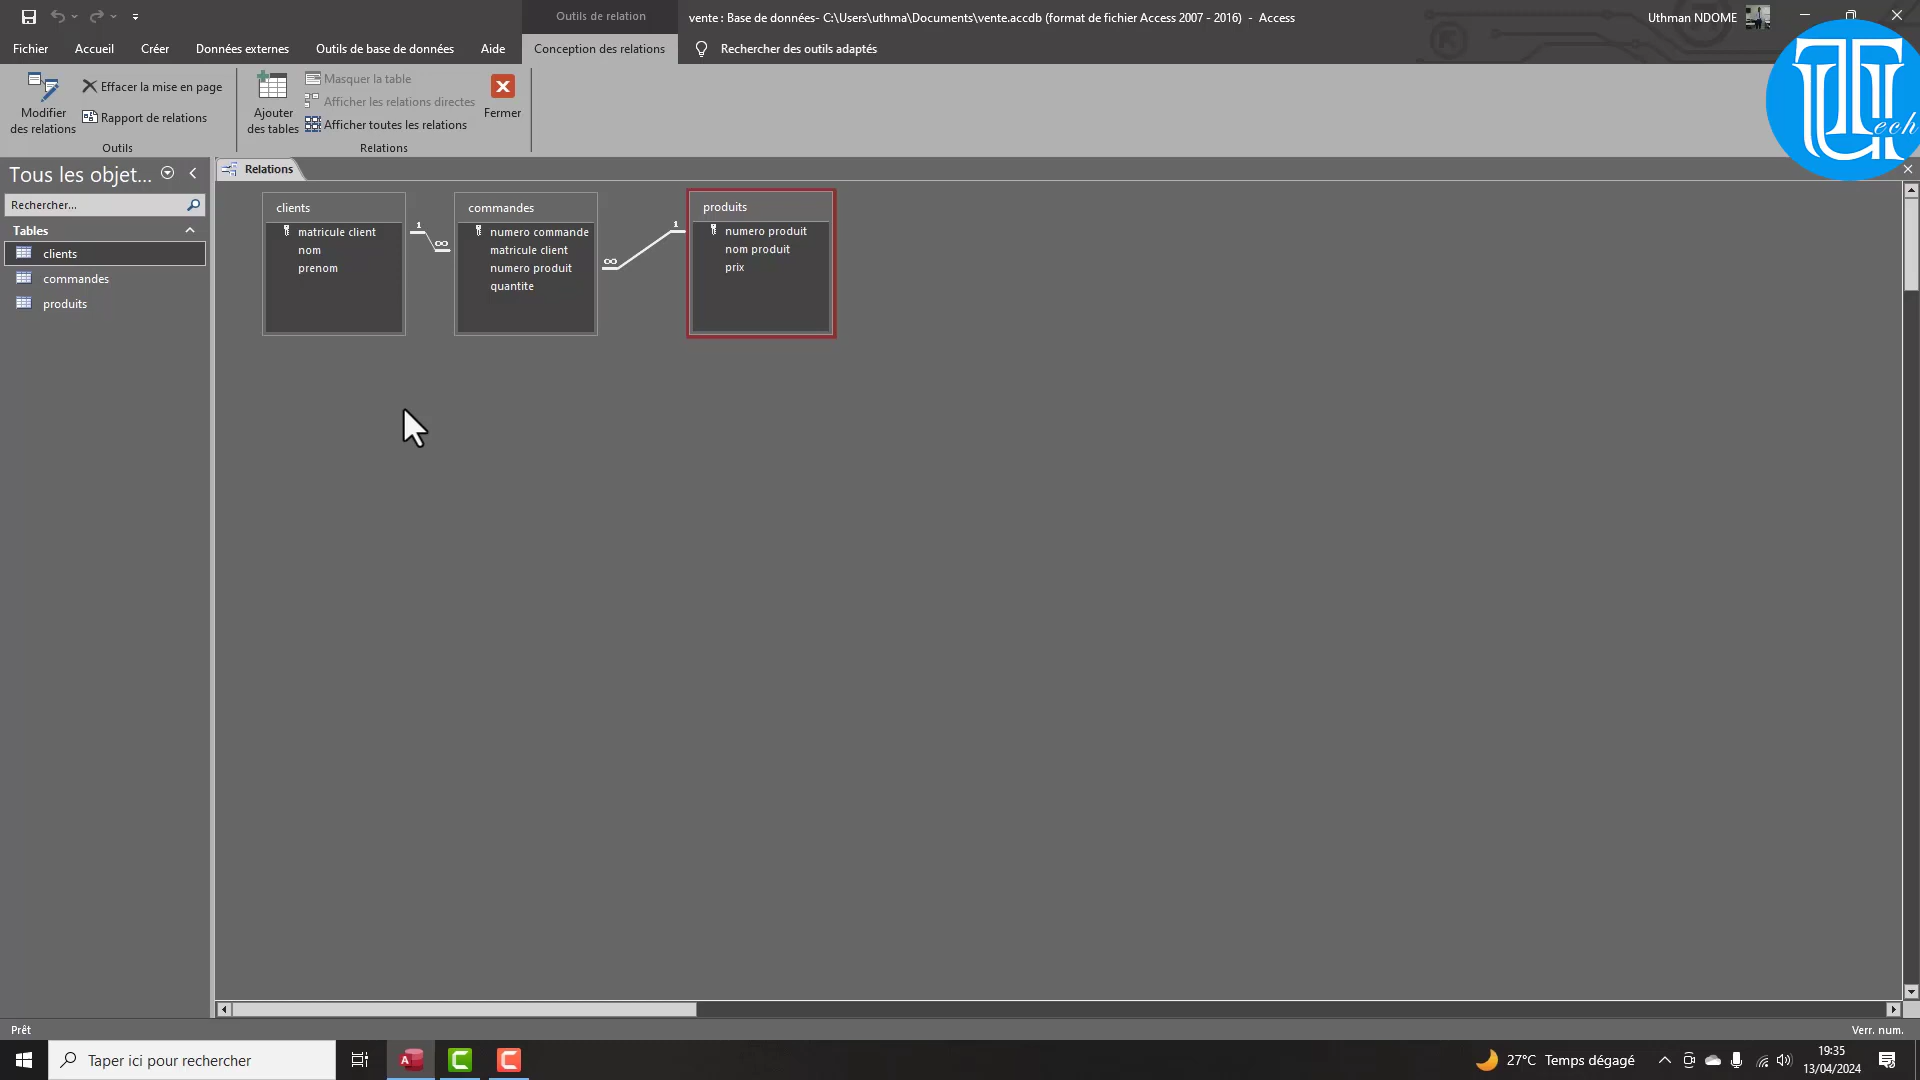 Outils de relation
vente : Base de données- C:\Users\uthma\Documents\vente.accdb (format de fichier Access 2007 - 2016) - Access
Uthman NDOME
Fichier
Accueil
Créer
Données externes
Outils de base de données
Aide
Conception des relations
Rechercher des outils adaptés
Modifier
des relations
Effacer la mise en page
Rapport de relations
Outils
Ajouter
des tables
Masquer la table
Afficher les relations directes
Afficher toutes les relations
Fermer
Relations
ech
Tous les objet...
Rechercher...
Tables
clients
commandes
produits
Relations
clients
matricule client
nom
prenom
1
∞
commandes
numero commande
matricule client
numero produit
quantite
∞
1
produits
numero produit
nom produit
prix
Prêt
Verr. num.
Taper ici pour rechercher
27°C Temps dégagé
19:35
13/04/2024